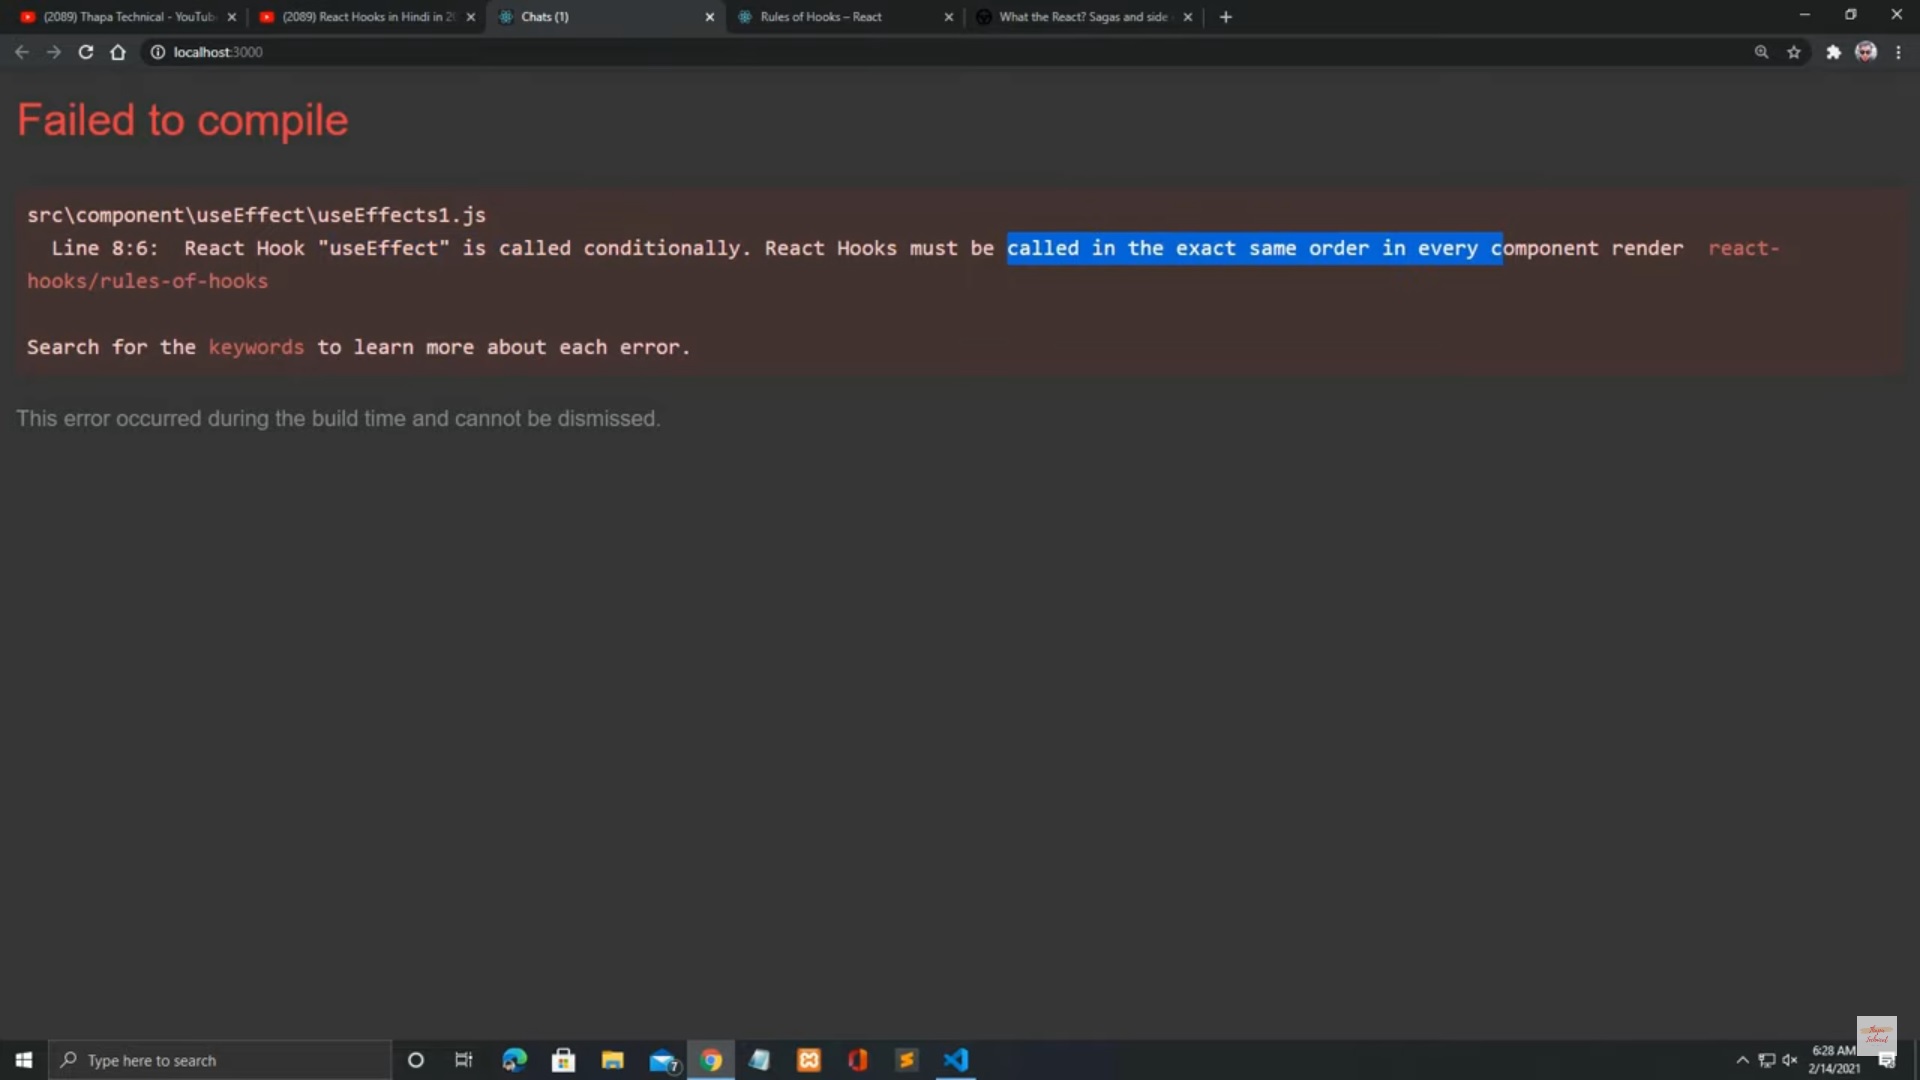 (2089) Thapa Technical - YouTub
(2089) React Hooks in Hindi in 20
Chats (1)
Rules of Hooks – React
What the React? Sagas and side
localhost:3000
Failed to compile
src\component\useEffect\useEffects1.js
Line 8:6: React Hook "useEffect" is called conditionally. React Hooks must be called in the exact same order in every component render react-
hooks/rules-of-hooks
Search for the keywords to learn more about each error.
This error occurred during the build time and cannot be dismissed.
Type here to search
7
6:28 AM
2/14/2021
Thapa
Technical